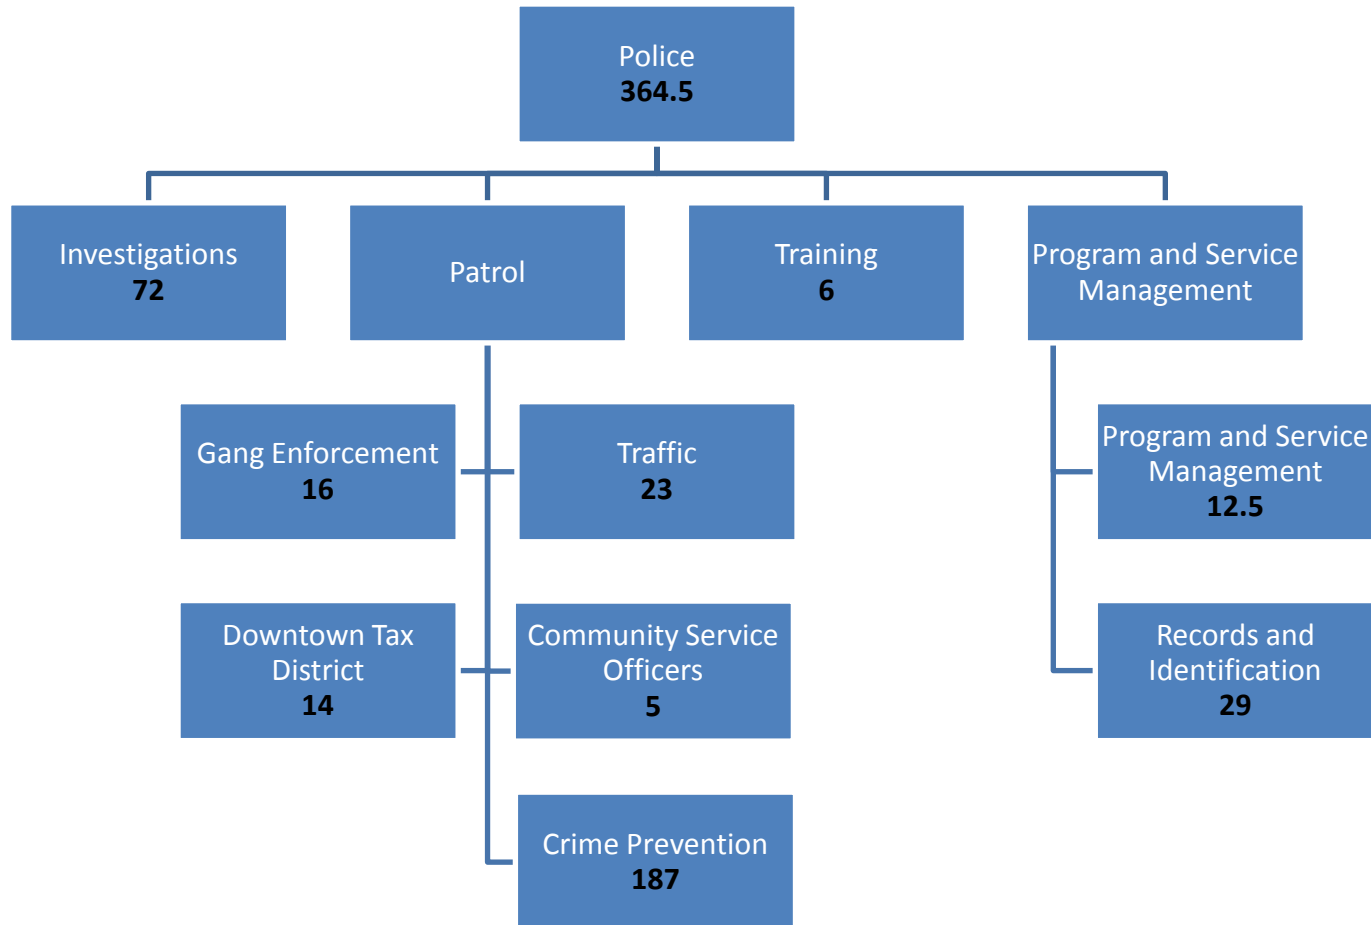 Police
364.5
Investigations
72
Patrol
Training
6
Program and Service
Management
Gang Enforcement
16
Traffic
23
Program and Service
Management
12.5
Downtown Tax
District
14
Community Service
Officers
5
Records and
Identification
29
Crime Prevention
187